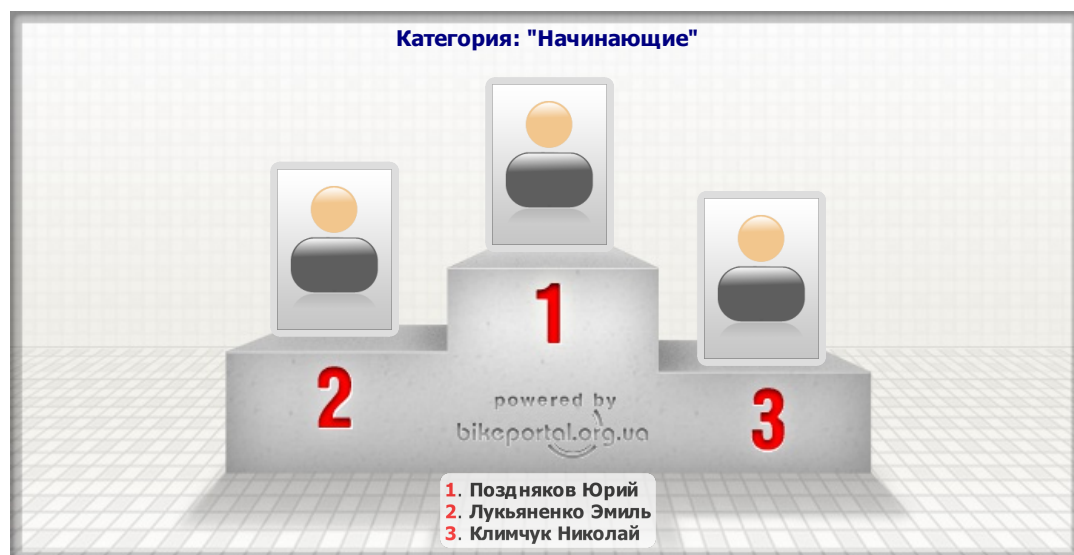 Категория: "Начинающие"
1
2
3
powered by
bikeportal.org.ua
1. Поздняков Юрий
2. Лукьяненко Эмиль
3. Климчук Николай